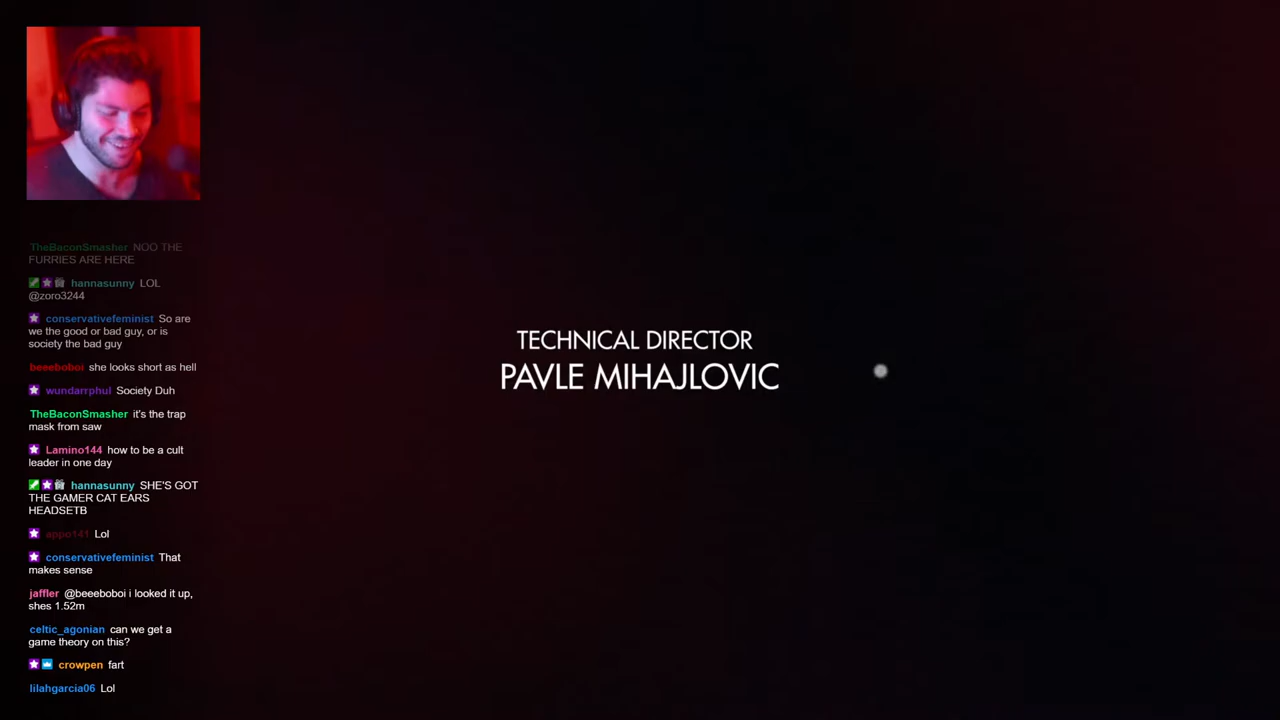 TheBaconSmasher NOO THE
FURRIES ARE HERE
hannasunny LOL
@zoro3244
conservativefeminist So are
we the good or bad guy, or is
society the bad guy
beeeboboi she looks short as hell
wundarrphul Society Duh
TheBaconSmasher it's the trap
mask from saw
Lamino144 how to be a cult
leader in one day
hannasunny SHE'S GOT
THE GAMER CAT EARS
HEADSETB
appo141 Lol
conservativefeminist That
makes sense
jaffler @beeeboboi i looked it up,
shes 1.52m
celtic_agonian can we get a
game theory on this?
crowpen fart
lilahgarcia06 Lol
TECHNICAL DIRECTOR
PAVLE MIHAJLOVIC